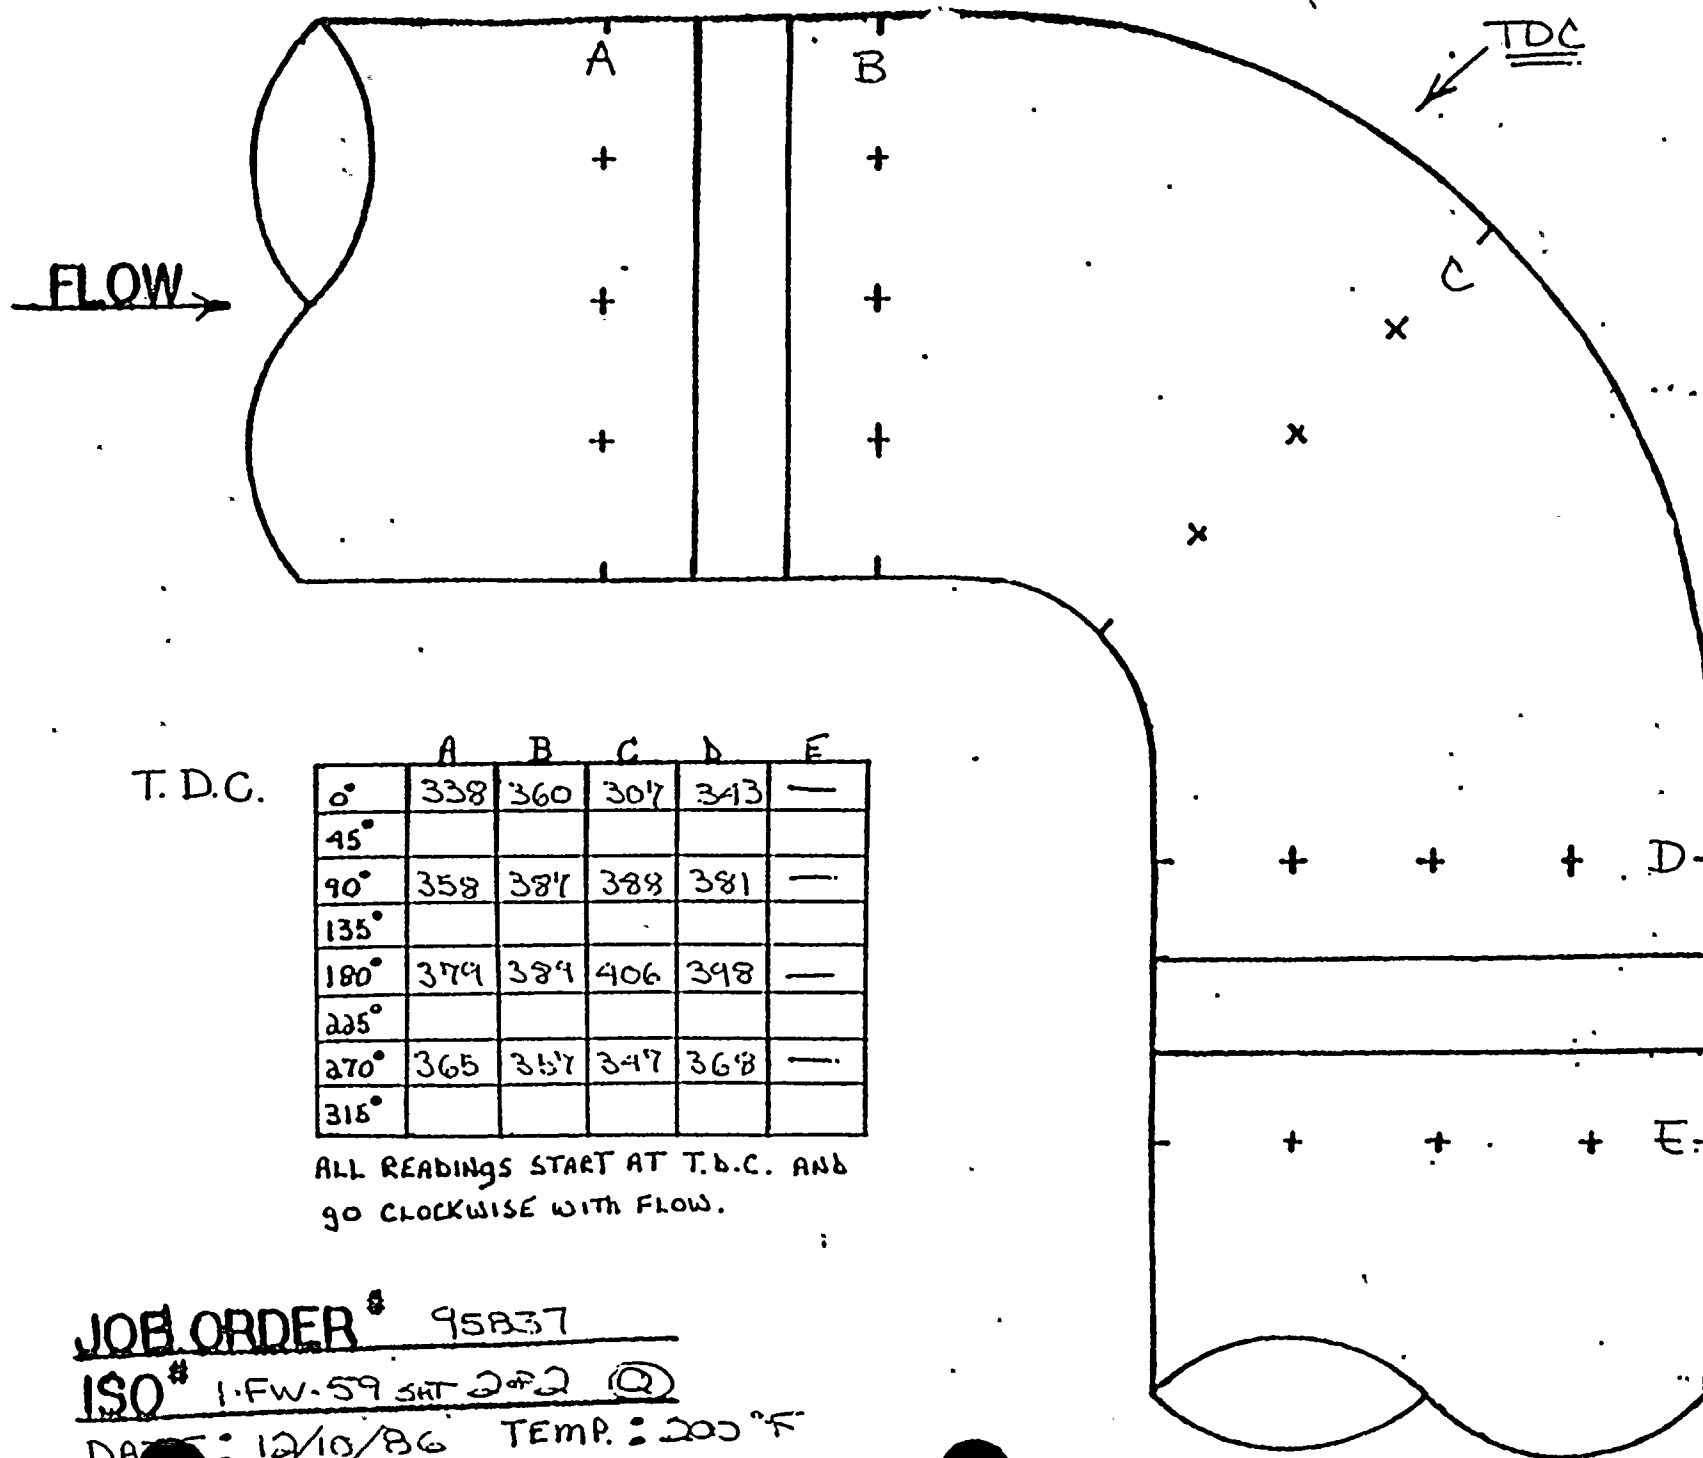 TDC
A B
C
FLOW
A B C D E
T.D.C. 0° 338 360 307 343 —
45°
90° 358 387 388 381 —
135°
180° 379 389 406 398 —
225°
270° 365 357 347 368 —
315°
D
E
ALL READINGS START AT T.D.C. AND
GO CLOCKWISE WITH FLOW.
JOB ORDER # 95837
ISO # 1-FW-59 SHT 2 OF 2 Q
DATE: 12/10/86 TEMP.: 200 °F